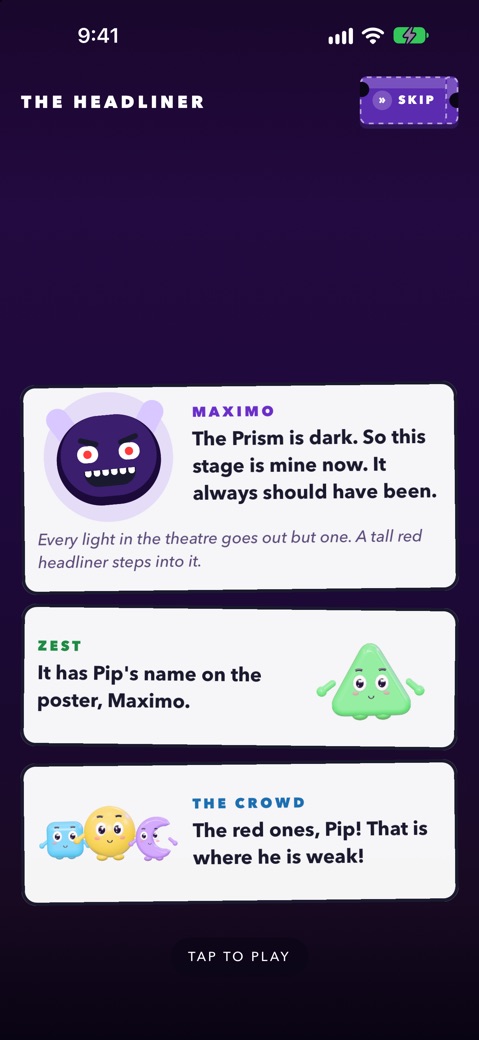 9:41
THE HEADLINER
SKIP
MAXIMO
The Prism is dark. So this
stage is mine now. It
always should have been.
Every light in the theatre goes out but one. A tall red
headliner steps into it.
ZEST
It has Pip's name on the
poster, Maximo.
THE CROWD
The red ones, Pip! That is
where he is weak!
TAP TO PLAY